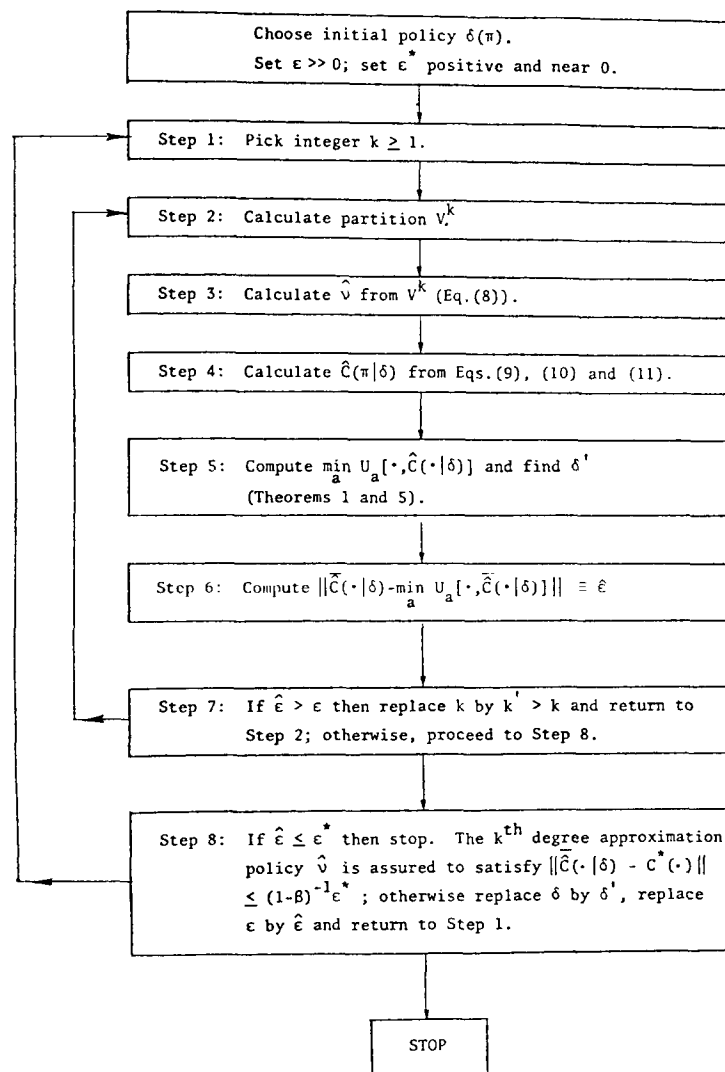 Choose initial policy δ(π).
Set ε >> 0; set ε* positive and near 0.
Step 1: Pick integer k ≥ 1.
Step 2: Calculate partition V^k.
Step 3: Calculate ν̂ from V^k (Eq.(8)).
Step 4: Calculate Ĉ(π|δ) from Eqs.(9), (10) and (11).
Step 5: Compute min_a U_a[·,Ĉ(·|δ)] and find δ'
(Theorems 1 and 5).
Step 6: Compute ||Ĉ̄(·|δ)-min_a U_a[·,Ĉ̄(·|δ)]|| ≡ ε̂
Step 7: If ε̂ > ε then replace k by k' > k and return to
Step 2; otherwise, proceed to Step 8.
Step 8: If ε̂ ≤ ε* then stop. The k^th degree approximation
policy ν̂ is assured to satisfy ||Ĉ̄(·|δ) - C*(·)||
≤ (1-β)^-1 ε* ; otherwise replace δ by δ', replace
ε by ε̂ and return to Step 1.
STOP